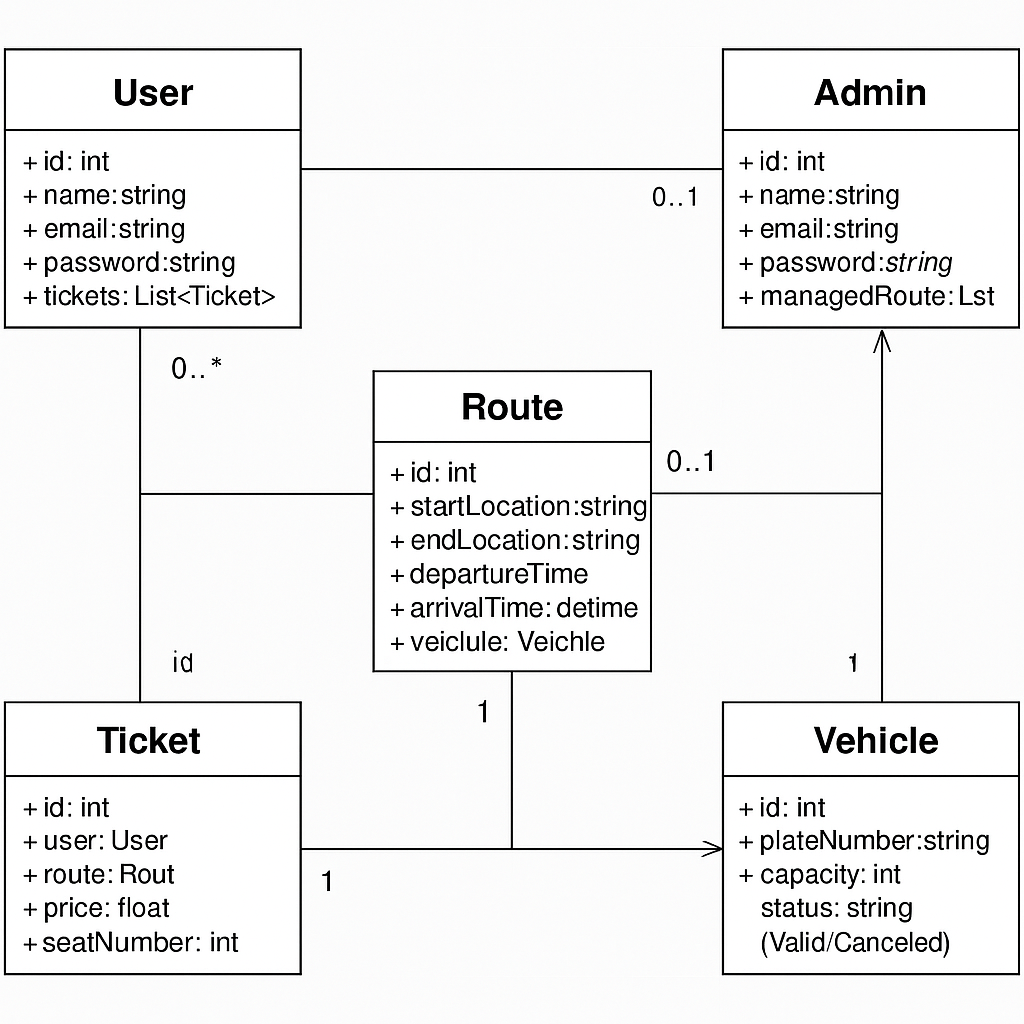 User
+ id: int
+ name:string
+ email:string
+ password:string
+ tickets: List<Ticket>
Admin
+ id: int
+ name:string
+ email:string
+ password:string
+ managedRoute: Lst
0..1
0..*
Route
+ id: int
+ startLocation:string
+ endLocation:string
+ departureTime
+ arrivalTime: detime
+ veiclule: Veichle
0..1
id
1
1
Ticket
+ id: int
+ user: User
+ route: Rout
+ price: float
+ seatNumber: int
1
Vehicle
+ id: int
+ plateNumber:string
+ capacity: int
status: string
(Valid/Canceled)